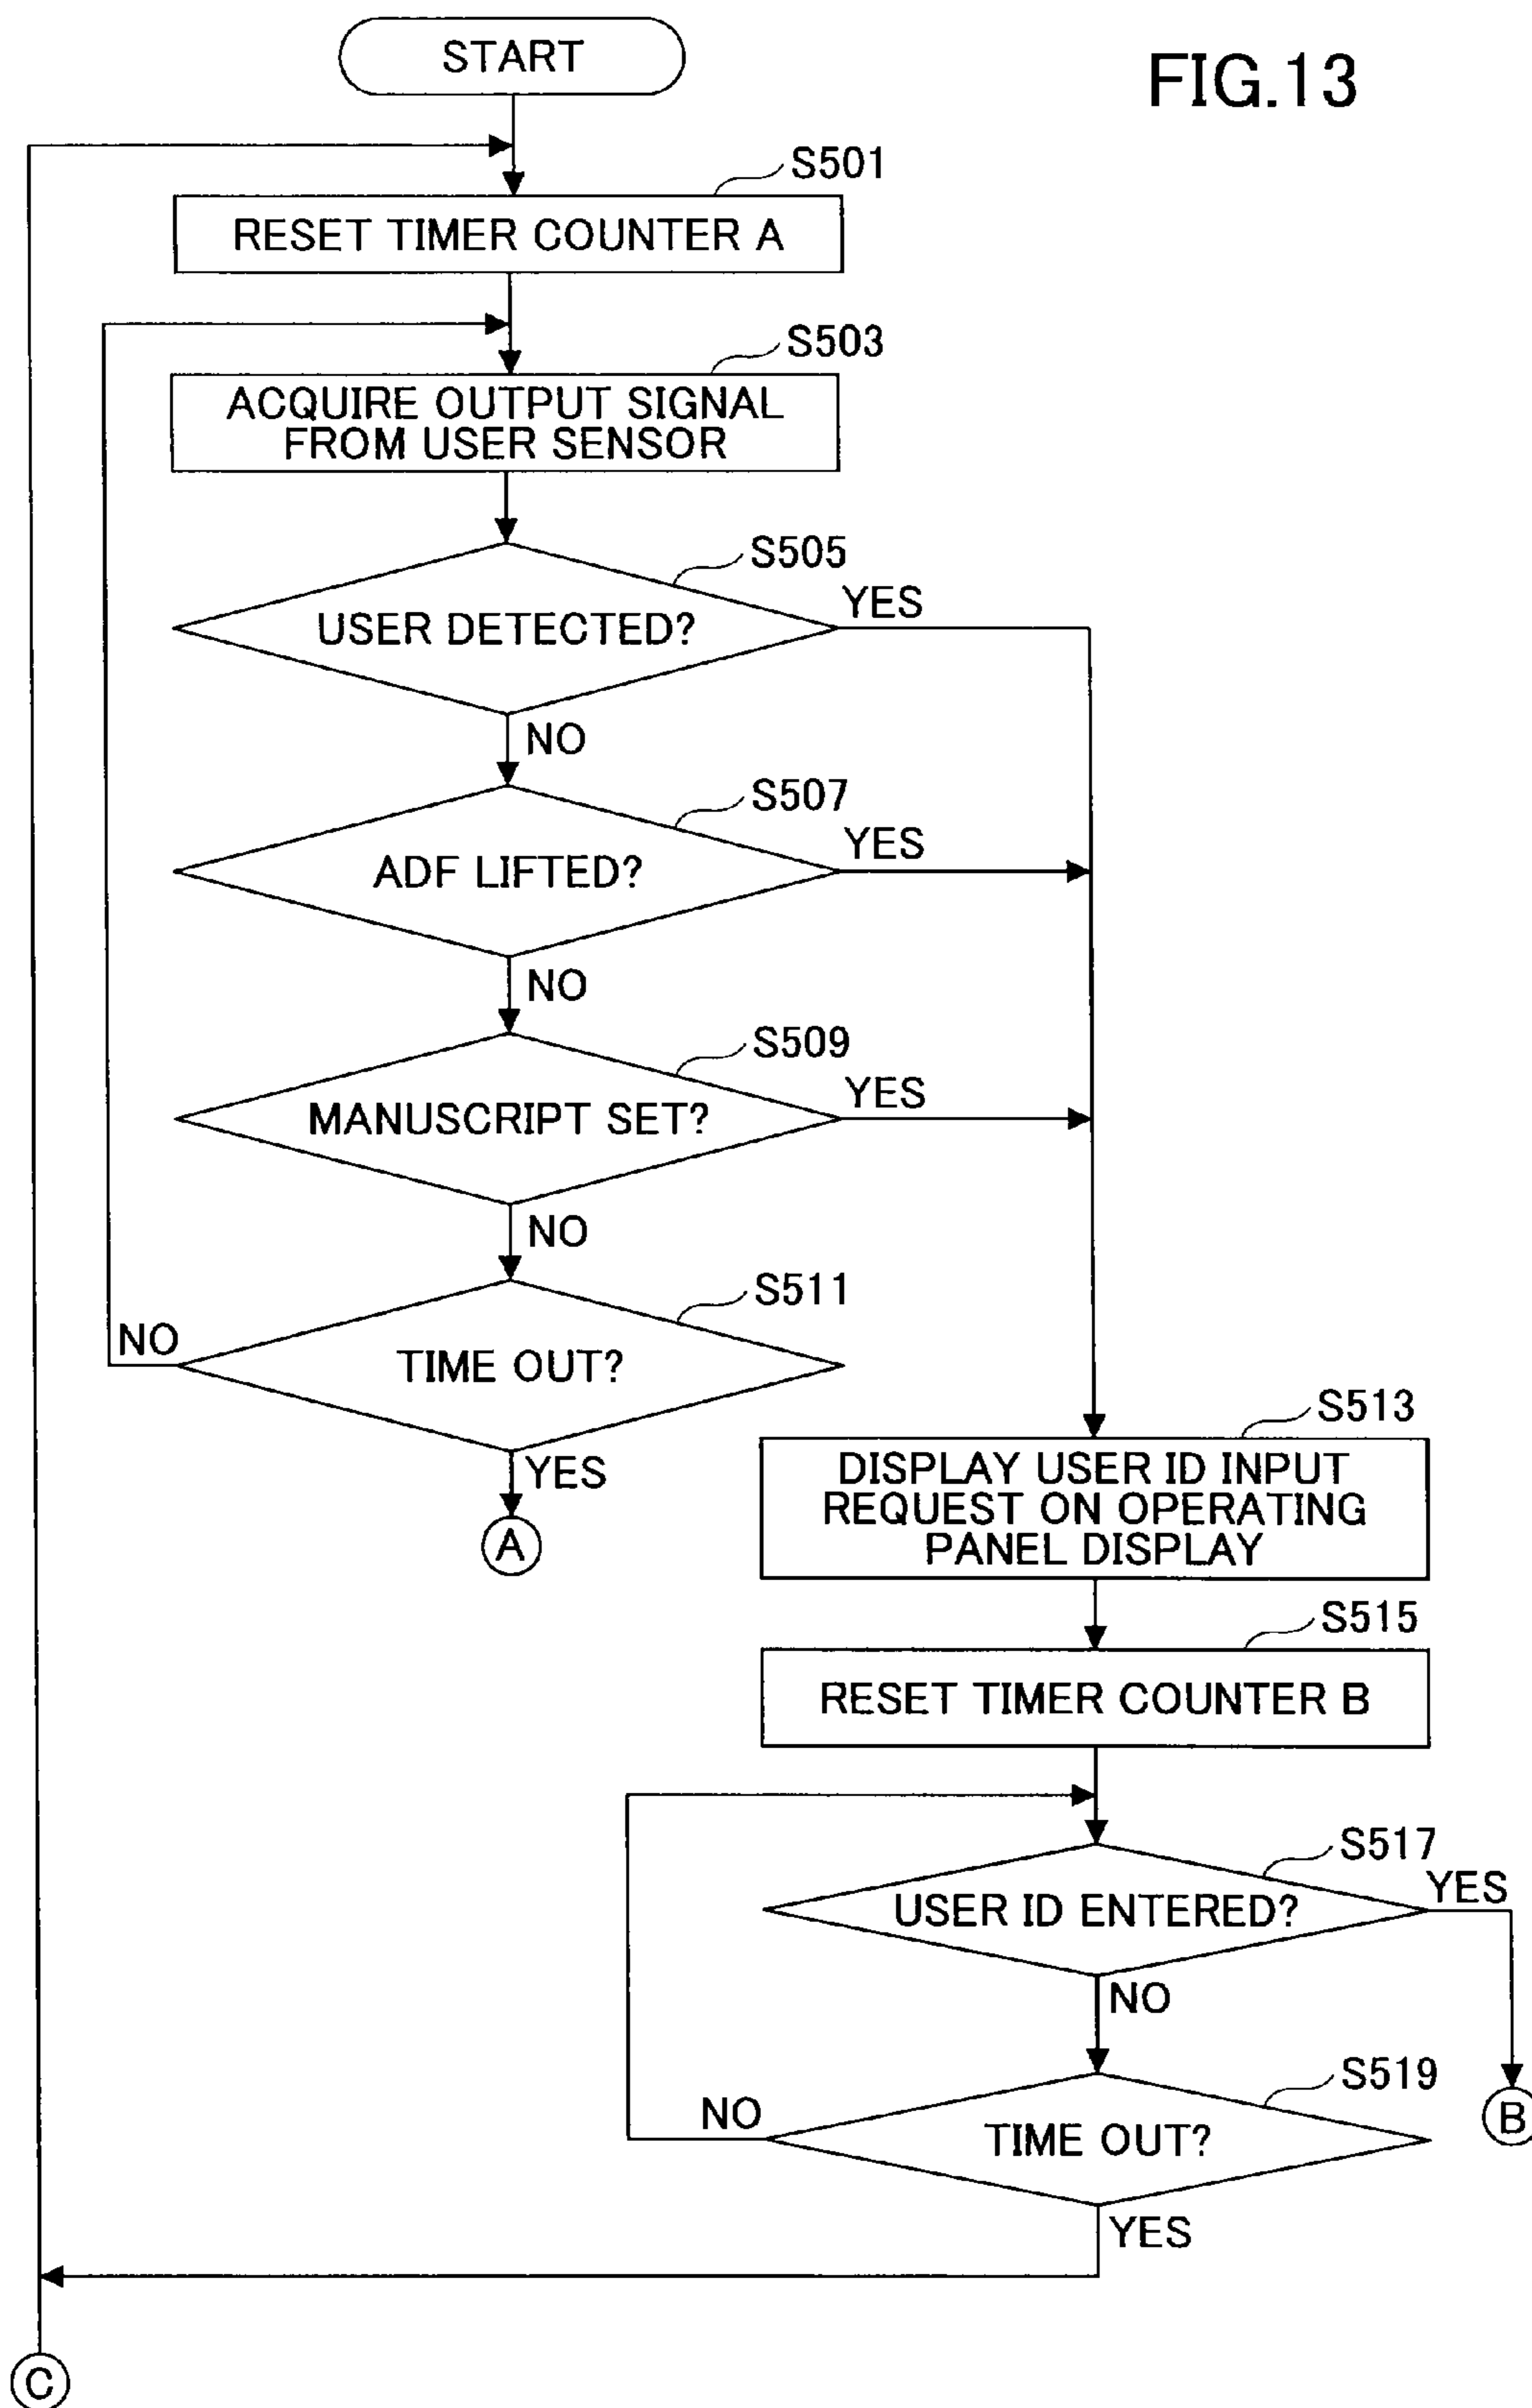 START
FIG.13
S501
RESET TIMER COUNTER A
S503
ACQUIRE OUTPUT SIGNAL
FROM USER SENSOR
S505
USER DETECTED?
YES
NO
S507
ADF LIFTED?
YES
NO
S509
MANUSCRIPT SET?
YES
NO
S511
TIME OUT?
NO
YES
A
S513
DISPLAY USER ID INPUT
REQUEST ON OPERATING
PANEL DISPLAY
S515
RESET TIMER COUNTER B
S517
USER ID ENTERED?
YES
NO
B
S519
TIME OUT?
NO
YES
C